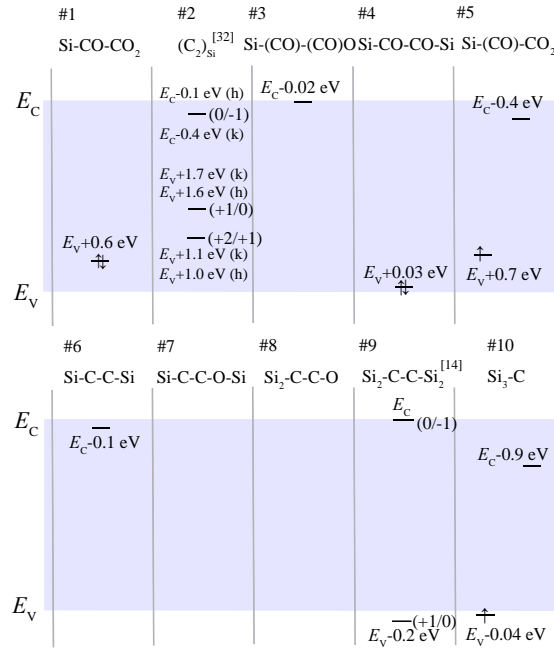 #1 #2 #3 #4 #5
Si-CO-CO₂ (C₂)Si[32] Si-(CO)-(CO)O Si-CO-CO-Si Si-(CO)-CO₂
EC EC-0.1 eV (h) EC-0.02 eV EC-0.4 eV
(0/-1)
EC-0.4 eV (k)
EV+1.7 eV (k)
EV+1.6 eV (h)
(+1/0)
EV+0.6 eV (+2/+1)
EV+1.1 eV (k)
EV+1.0 eV (h) EV+0.03 eV EV+0.7 eV
EV
#6 #7 #8 #9 #10
Si-C-C-Si Si-C-C-O-Si Si₂-C-C-O Si₂-C-C-Si₂[14] Si₃-C
EC EC
(0/-1)
EC-0.1 eV EC-0.9 eV
EV (+1/0)
EV-0.2 eV EV-0.04 eV